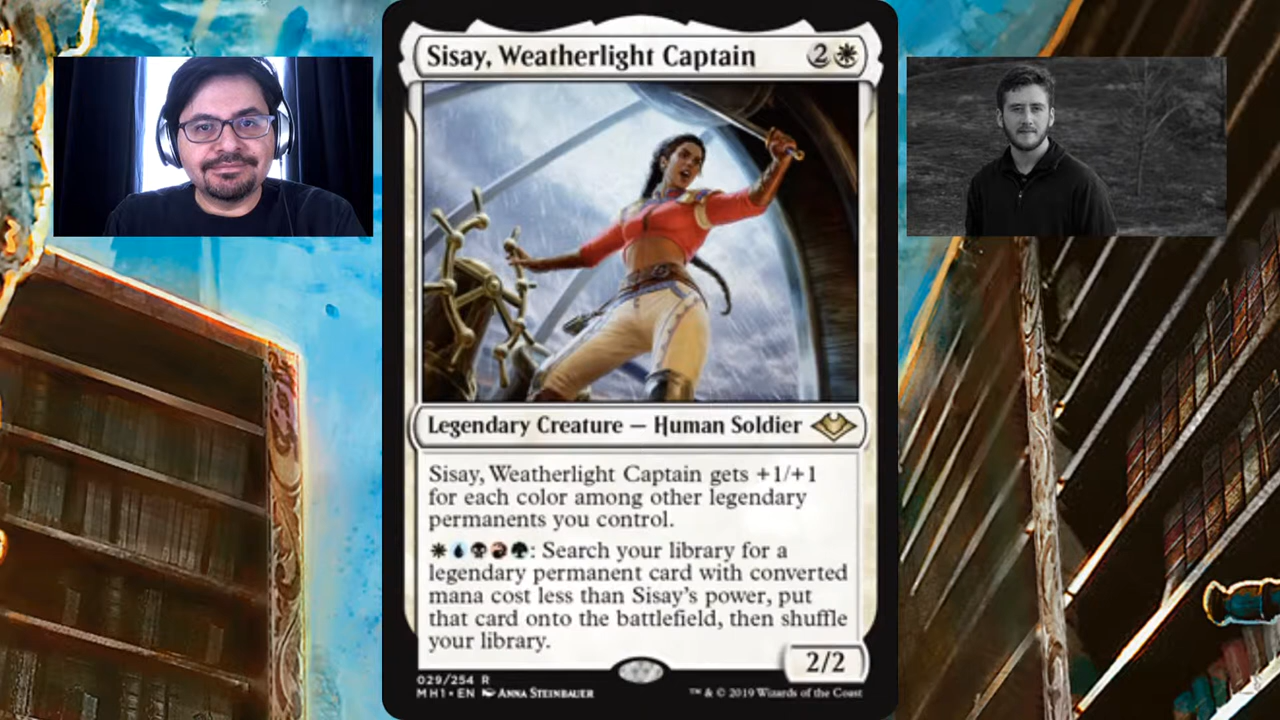 Sisay, Weatherlight Captain 2
Legendary Creature — Human Soldier
Sisay, Weatherlight Captain gets +1/+1
for each color among other legendary
permanents you control.
: Search your library for a
legendary permanent card with converted
mana cost less than Sisay's power, put
that card onto the battlefield, then shuffle
your library.
2/2
029/254 R
MH1 • EN Anna Steinbauer
™ & © 2019 Wizards of the Coast